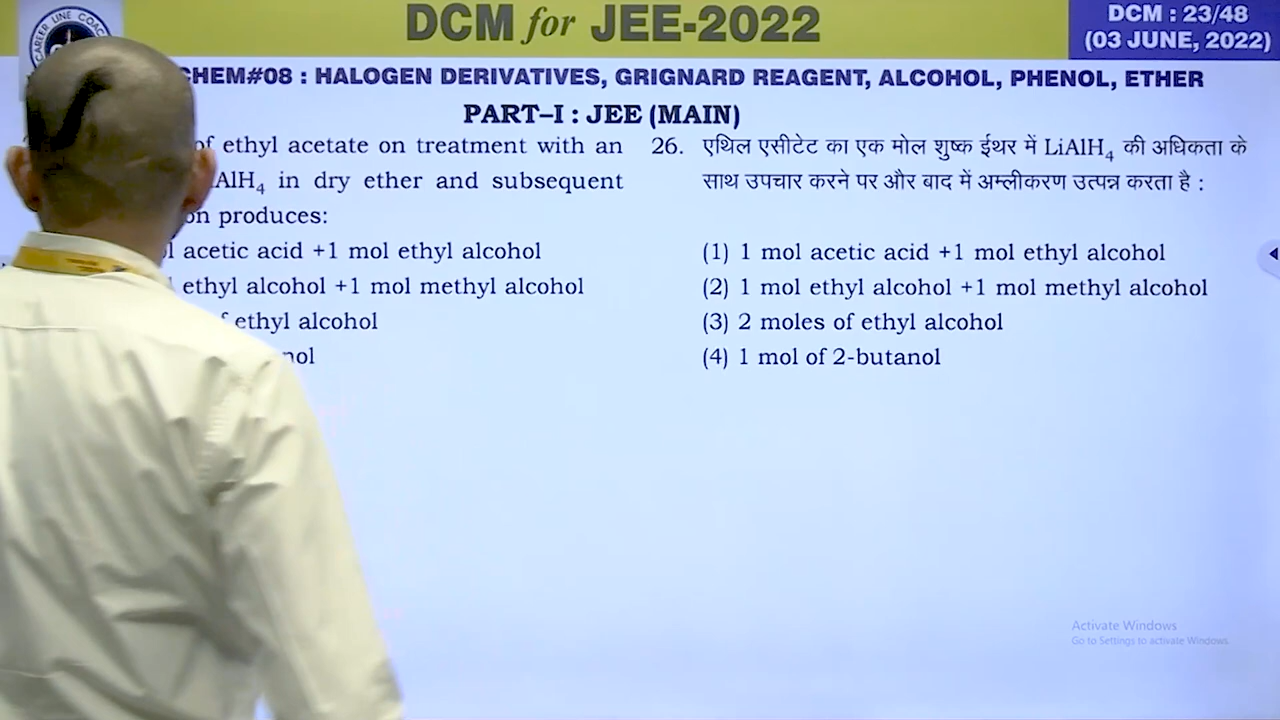 DCM for JEE-2022
DCM : 23/48
(03 JUNE, 2022)
CAREER LINE COA
CHEM#08 : HALOGEN DERIVATIVES, GRIGNARD REAGENT, ALCOHOL, PHENOL, ETHER
PART–I : JEE (MAIN)
of ethyl acetate on treatment with an
AlH₄ in dry ether and subsequent
produces:
acetic acid +1 mol ethyl alcohol
ethyl alcohol +1 mol methyl alcohol
ethyl alcohol
26. एथिल एसीटेट का एक मोल शुष्क ईथर में LiAlH₄ की अधिकता के
साथ उपचार करने पर और बाद में अम्लीकरण उत्पन्न करता है :
(1) 1 mol acetic acid +1 mol ethyl alcohol
(2) 1 mol ethyl alcohol +1 mol methyl alcohol
(3) 2 moles of ethyl alcohol
(4) 1 mol of 2-butanol
Activate Windows
Go to Settings to activate Windows.